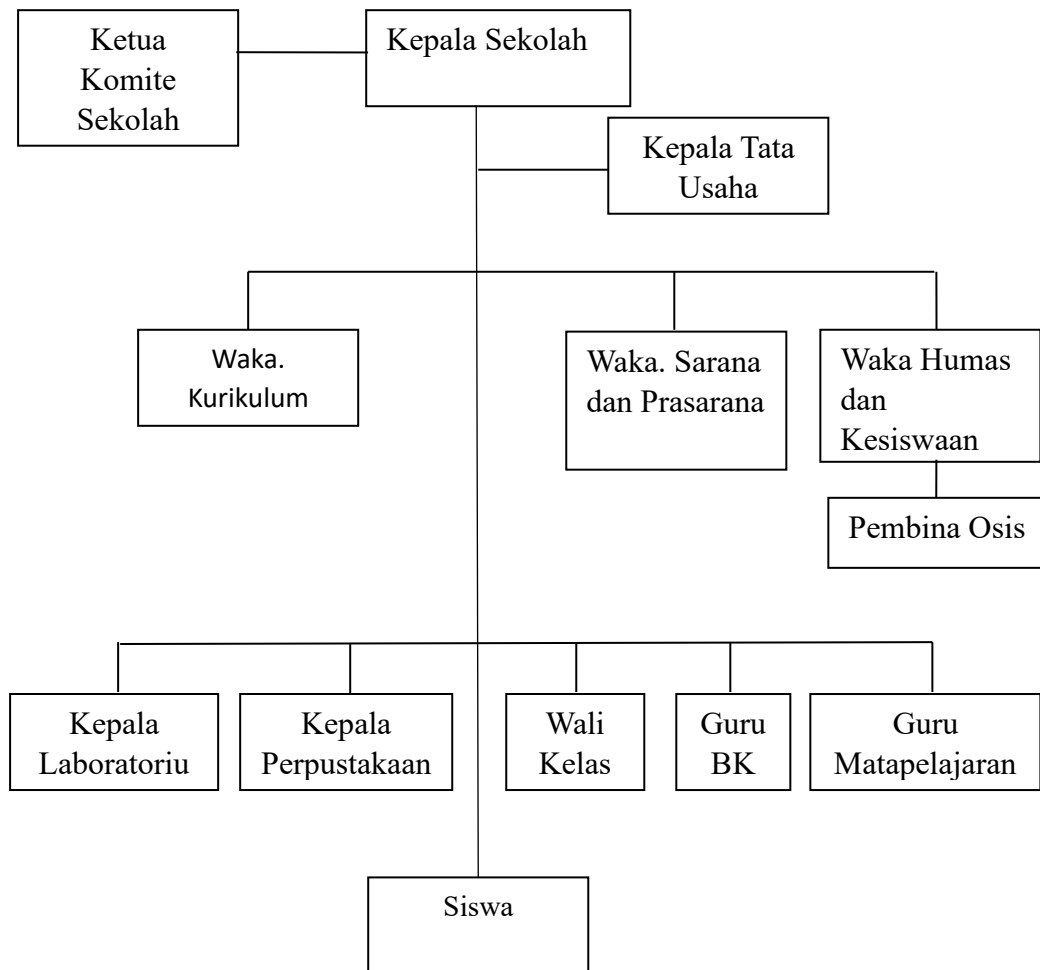 Ketua
Komite
Sekolah
Kepala Sekolah
Kepala Tata
Usaha
Waka.
Kurikulum
Waka. Sarana
dan Prasarana
Waka Humas
dan
Kesiswaan
Pembina Osis
Kepala
Laboratoriu
Kepala
Perpustakaan
Wali
Kelas
Guru
BK
Guru
Matapelajaran
Siswa